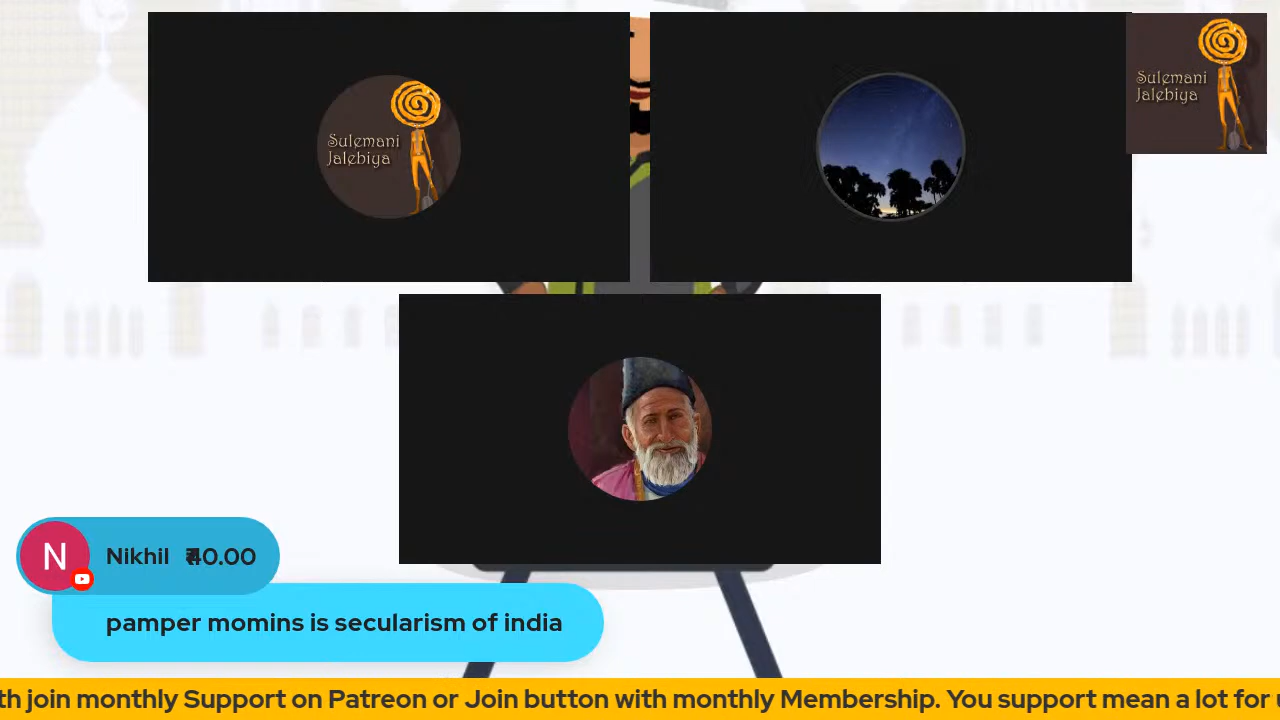 Sulemani
Jalebiya
Sulemani
Jalebiya
N
Nikhil ₹40.00
pamper momins is secularism of india
th join monthly Support on Patreon or Join button with monthly Membership. You support mean a lot for